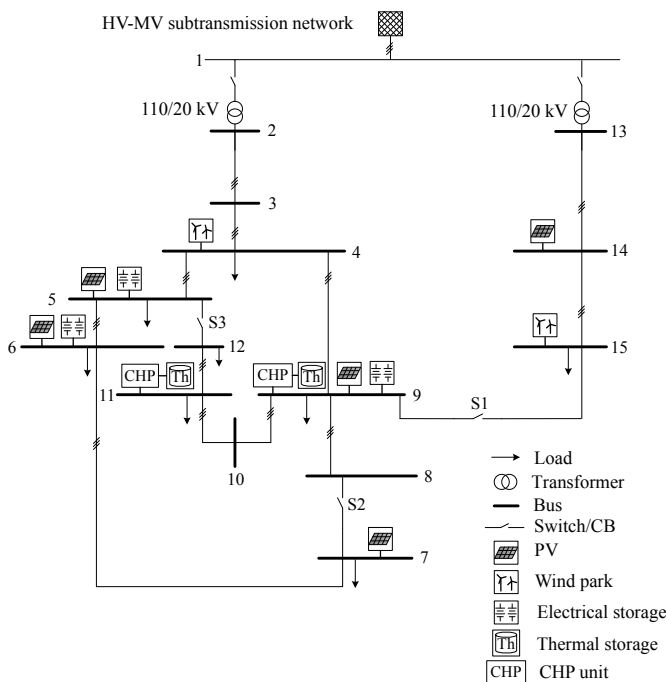 HV-MV subtransmission network
1
110/20 kV
110/20 kV
2
13
3
4
14
5
S3
6
12
15
CHP
Th
CHP
Th
11
9
S1
10
8
S2
7
Load
Transformer
Bus
Switch/CB
PV
Wind park
Electrical storage
Th
Thermal storage
CHP
CHP unit